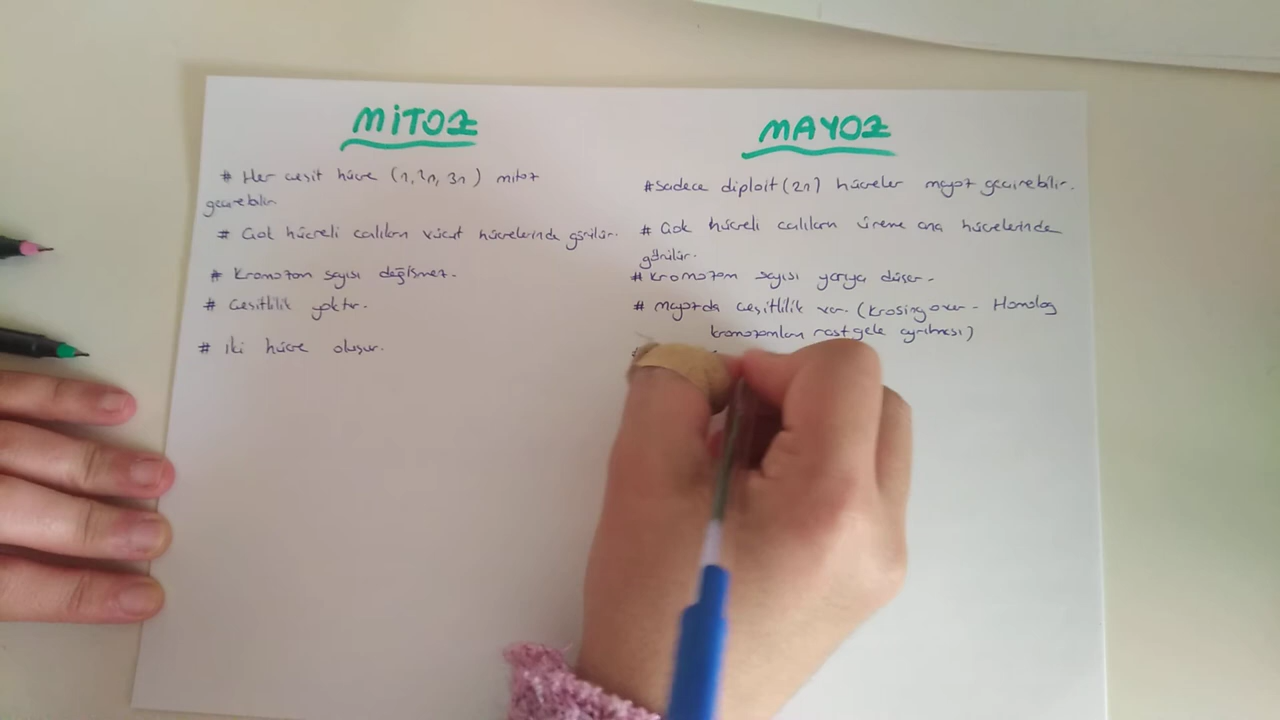 MİTOZ
# Her çeşit hücre (n, 2n, 3n) mitoz
geçirebilir.
# Çok hücreli canlıların vücut hücrelerinde görülür.
# Kromozom sayısı değişmez.
# Çeşitlilik yoktur.
# İki hücre oluşur.
MAYOZ
#Sadece diploit (2n) hücreler mayoz geçirebilir.
# Çok hücreli canlıların üreme ana hücrelerinde
görülür.
# Kromozom sayısı yarıya düşer.
# Mayozda çeşitlilik var. (Krosing over - Homolog
kromozomların rastgele ayrılması)